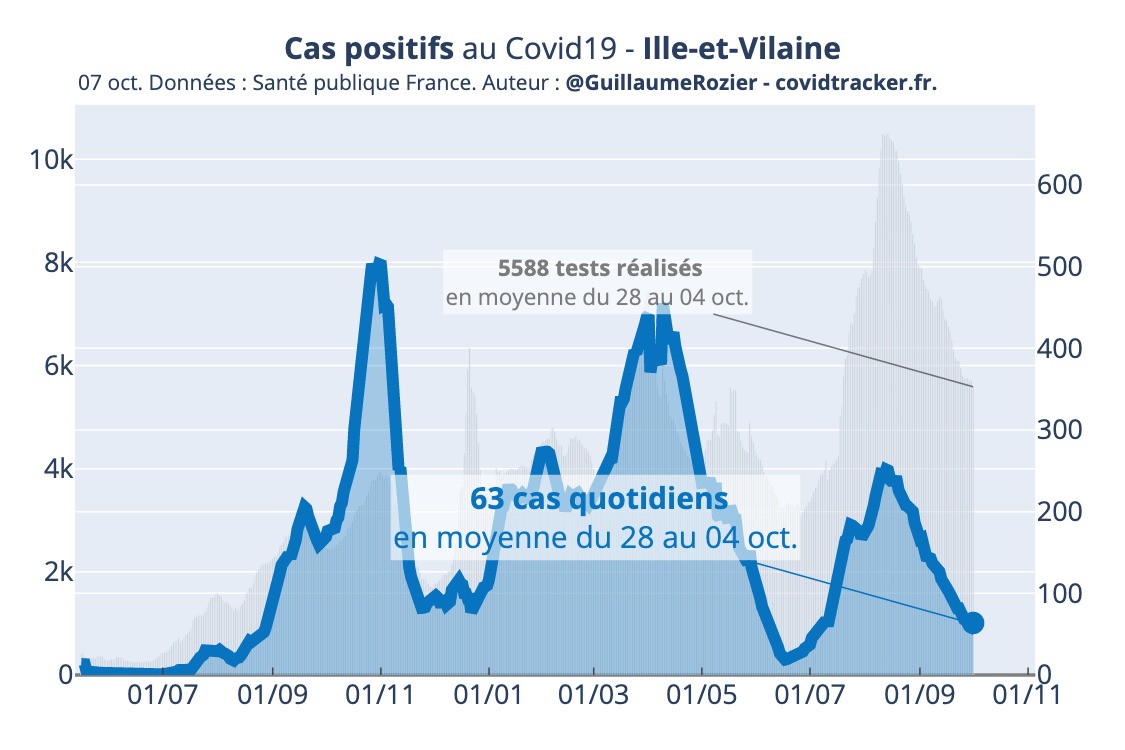 Cas positifs au Covid19 - Ille-et-Vilaine
07 oct. Données : Santé publique France. Auteur : @GuillaumeRozier - covidtracker.fr.
10k
8k
6k
4k
2k
0
600
500
400
300
200
100
0
5588 tests réalisés
en moyenne du 28 au 04 oct.
63 cas quotidiens
en moyenne du 28 au 04 oct.
01/07 01/09 01/11 01/01 01/03 01/05 01/07 01/09 01/11